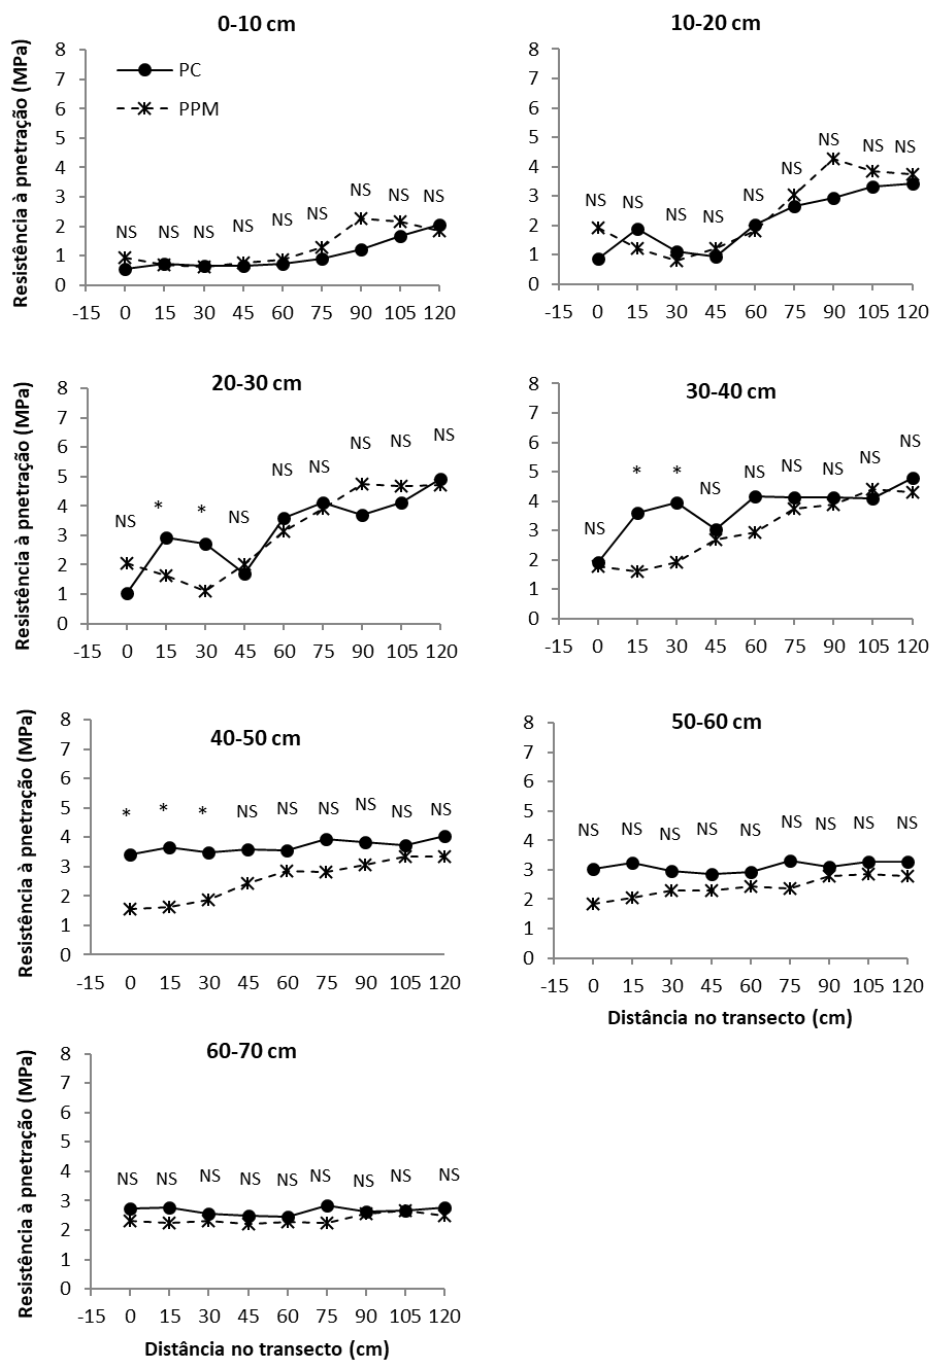 0-10 cm
Resistência à pnetração (MPa)
8
7
6
5
4
3
2
1
0
PC
PPM
NS NS NS NS NS NS NS NS NS
-15 0 15 30 45 60 75 90 105 120
10-20 cm
8
7
6
5
4
3
2
1
0
NS NS NS NS NS NS NS NS NS
-15 0 15 30 45 60 75 90 105 120
20-30 cm
Resistência à pnetração (MPa)
8
7
6
5
4
3
2
1
0
NS * * NS NS NS NS NS NS
-15 0 15 30 45 60 75 90 105 120
30-40 cm
8
7
6
5
4
3
2
1
0
NS * * NS NS NS NS NS NS
-15 0 15 30 45 60 75 90 105 120
40-50 cm
Resistência à pnetração (MPa)
8
7
6
5
4
3
2
1
0
* * * NS NS NS NS NS NS
-15 0 15 30 45 60 75 90 105 120
50-60 cm
8
7
6
5
4
3
2
1
0
NS NS NS NS NS NS NS NS NS
-15 0 15 30 45 60 75 90 105 120
Distância no transecto (cm)
60-70 cm
Resistência à pnetração (MPa)
8
7
6
5
4
3
2
1
0
NS NS NS NS NS NS NS NS NS
-15 0 15 30 45 60 75 90 105 120
Distância no transecto (cm)